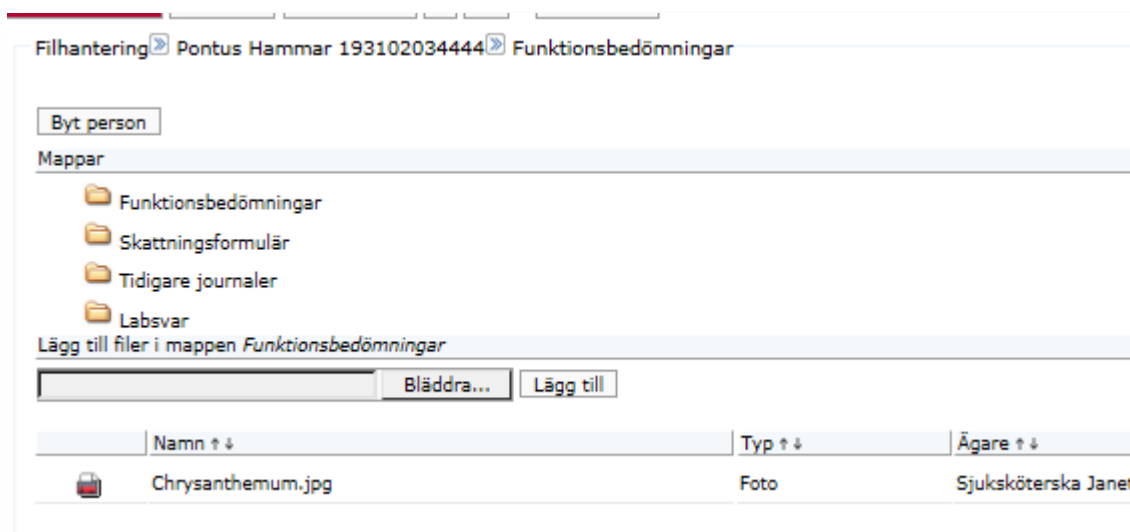 Filhantering Pontus Hammar 193102034444 Funktionsbedömningar
Byt person
Mappar
Funktionsbedömningar
Skattningsformulär
Tidigare journaler
Labsvar
Lägg till filer i mappen Funktionsbedömningar
Bläddra... Lägg till
Namn ↑↓ Typ ↑↓ Ägare ↑↓
Chrysanthemum.jpg Foto Sjuksköterska